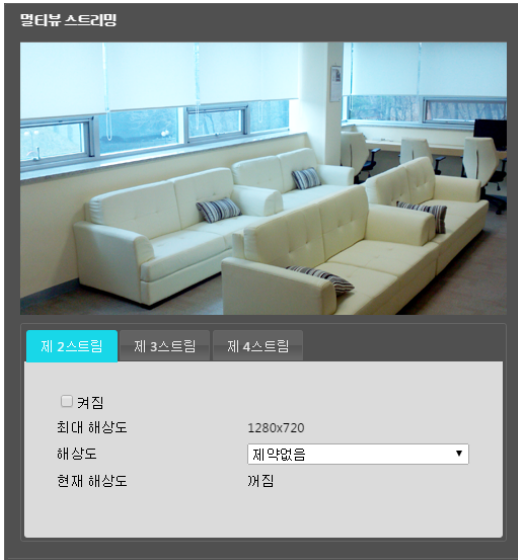 멀티뷰 스트리밍
제 2스트림 제 3스트림 제 4스트림
켜짐
최대 해상도 1280x720
해상도 제약없음
현재 해상도 꺼짐